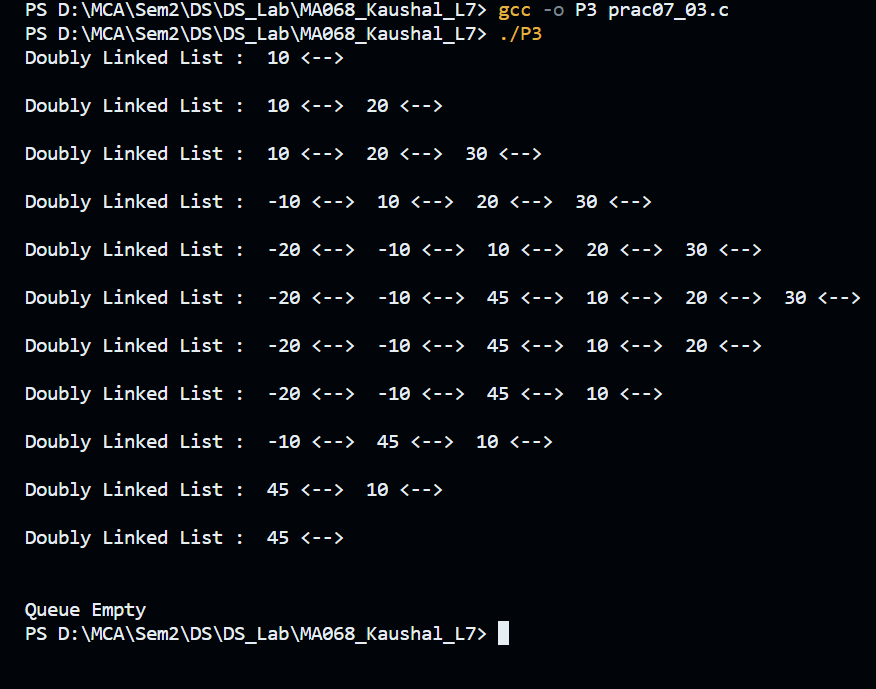 PS D:\MCA\Sem2\DS\DS_Lab\MA068_Kaushal_L7> gcc -o P3 prac07_03.c
PS D:\MCA\Sem2\DS\DS_Lab\MA068_Kaushal_L7> ./P3
Doubly Linked List :  10 <-->
Doubly Linked List :  10 <-->  20 <-->
Doubly Linked List :  10 <-->  20 <-->  30 <-->
Doubly Linked List :  -10 <-->  10 <-->  20 <-->  30 <-->
Doubly Linked List :  -20 <-->  -10 <-->  10 <-->  20 <-->  30 <-->
Doubly Linked List :  -20 <-->  -10 <-->  45 <-->  10 <-->  20 <-->  30 <-->
Doubly Linked List :  -20 <-->  -10 <-->  45 <-->  10 <-->  20 <-->
Doubly Linked List :  -20 <-->  -10 <-->  45 <-->  10 <-->
Doubly Linked List :  -10 <-->  45 <-->  10 <-->
Doubly Linked List :  45 <-->  10 <-->
Doubly Linked List :  45 <-->
Queue Empty
PS D:\MCA\Sem2\DS\DS_Lab\MA068_Kaushal_L7>